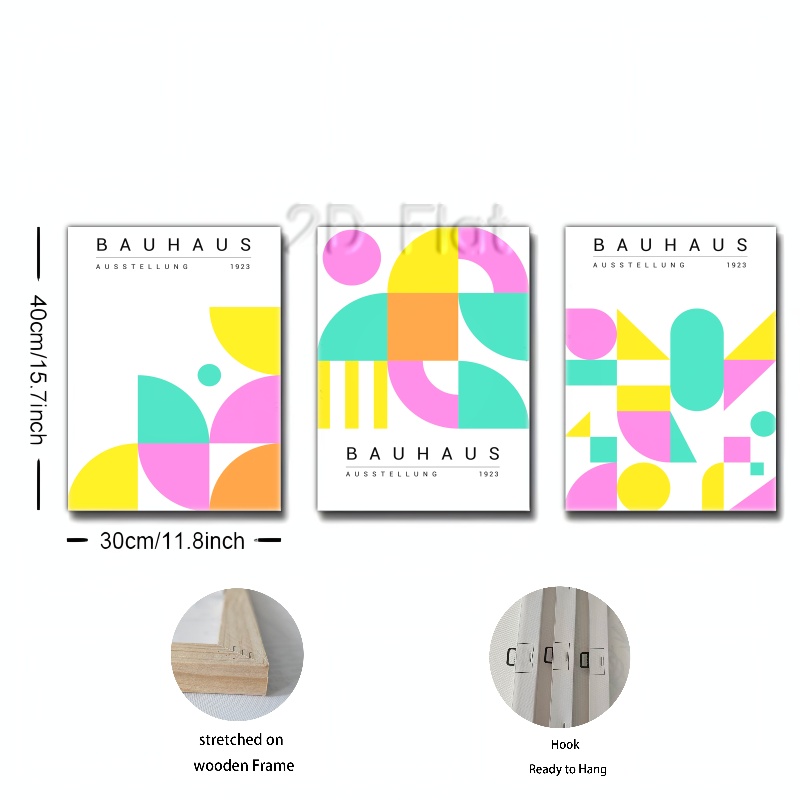 2D Flat
BAUHAUS
AUSSTELLUNG 1923
BAUHAUS
AUSSTELLUNG 1923
BAUHAUS
AUSSTELLUNG 1923
40cm/15.7inch
30cm/11.8inch
stretched on
wooden Frame
Hook
Ready to Hang